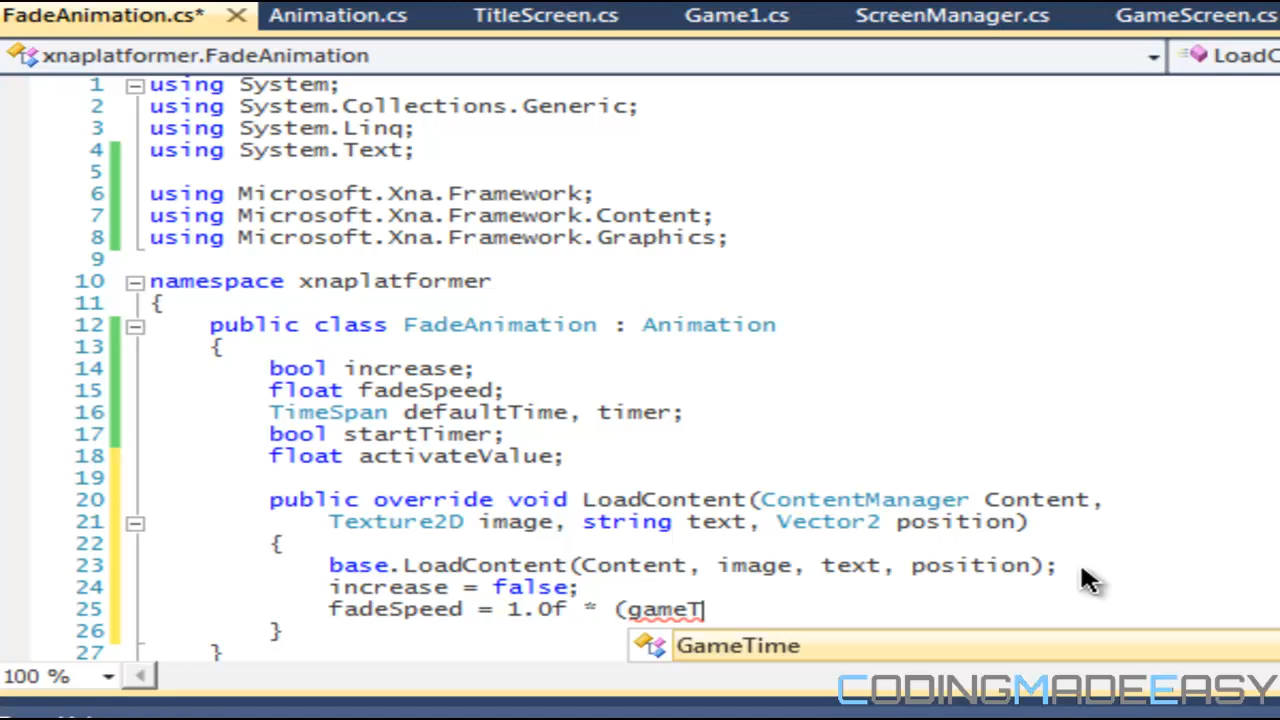 FadeAnimation.cs* Animation.cs TitleScreen.cs Game1.cs ScreenManager.cs GameScreen.cs
xnaplatformer.FadeAnimation LoadC
1 using System;
2 using System.Collections.Generic;
3 using System.Linq;
4 using System.Text;
5
6 using Microsoft.Xna.Framework;
7 using Microsoft.Xna.Framework.Content;
8 using Microsoft.Xna.Framework.Graphics;
9
10 namespace xnaplatformer
11 {
12 public class FadeAnimation : Animation
13 {
14 bool increase;
15 float fadeSpeed;
16 TimeSpan defaultTime, timer;
17 bool startTimer;
18 float activateValue;
19
20 public override void LoadContent(ContentManager Content,
21 Texture2D image, string text, Vector2 position)
22 {
23 base.LoadContent(Content, image, text, position);
24 increase = false;
25 fadeSpeed = 1.0f * (gameT
26 }
GameTime
27 }
100 %
CODINGMADEEASY